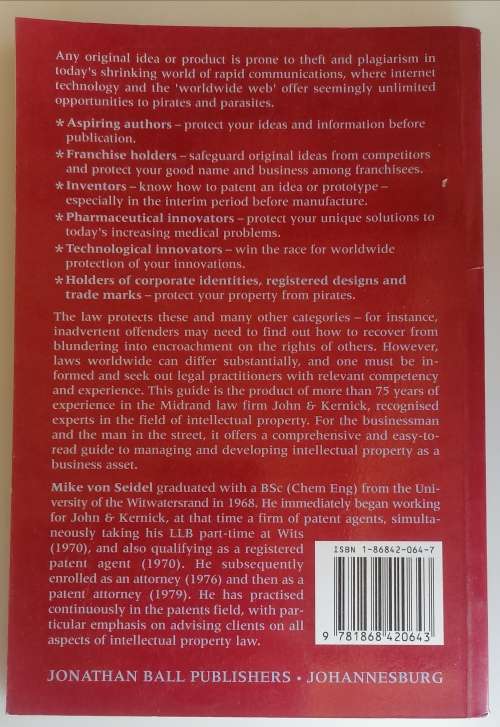 Any original idea or product is prone to theft and plagiarism in
today's shrinking world of rapid communications, where internet
technology and the 'worldwide web' offer seemingly unlimited
opportunities to pirates and parasites.
* Aspiring authors – protect your ideas and information before
publication.
* Franchise holders – safeguard original ideas from competitors
and protect your good name and business among franchisees.
* Inventors – know how to patent an idea or prototype –
especially in the interim period before manufacture.
* Pharmaceutical innovators – protect your unique solutions to
today's increasing medical problems.
* Technological innovators – win the race for worldwide
protection of your innovations.
* Holders of corporate identities, registered designs and
trade marks – protect your property from pirates.
The law protects these and many other categories – for instance,
inadvertent offenders may need to find out how to recover from
blundering into encroachment on the rights of others. However,
laws worldwide can differ substantially, and one must be in-
formed and seek out legal practitioners with relevant competency
and experience. This guide is the product of more than 75 years of
experience in the Midrand law firm John & Kernick, recognised
experts in the field of intellectual property. For the businessman
and the man in the street, it offers a comprehensive and easy-to-
read guide to managing and developing intellectual property as a
business asset.
Mike von Seidel graduated with a BSc (Chem Eng) from the Uni-
versity of the Witwatersrand in 1968. He immediately began working
for John & Kernick, at that time a firm of patent agents, simulta-
neously taking his LLB part-time at Wits
(1970), and also qualifying as a registered
patent agent (1970). He subsequently
enrolled as an attorney (1976) and then as a
patent attorney (1979). He has practised
continuously in the patents field, with par-
ticular emphasis on advising clients on all
aspects of intellectual property law.
ISBN 1-86842-064-7
9 781868 420643
JONATHAN BALL PUBLISHERS • JOHANNESBURG